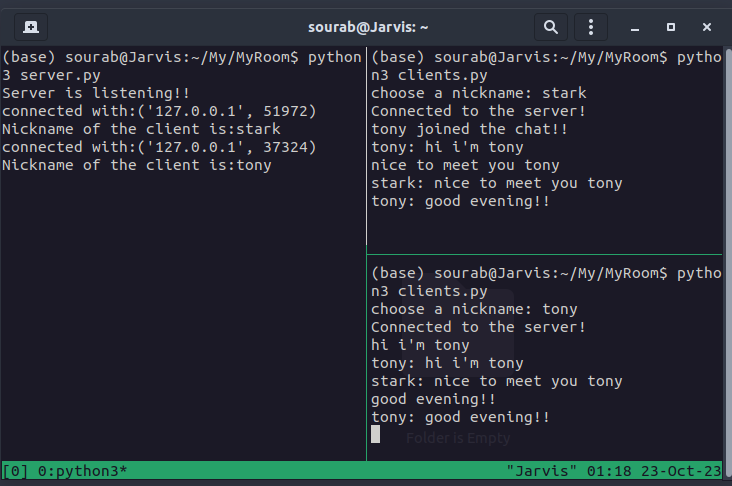 sourab@Jarvis: ~
(base) sourab@Jarvis:~/My/MyRoom$ python
3 server.py
Server is listening!!
connected with:('127.0.0.1', 51972)
Nickname of the client is:stark
connected with:('127.0.0.1', 37324)
Nickname of the client is:tony
(base) sourab@Jarvis:~/My/MyRoom$ pytho
n3 clients.py
choose a nickname: stark
Connected to the server!
tony joined the chat!!
tony: hi i'm tony
nice to meet you tony
stark: nice to meet you tony
tony: good evening!!
(base) sourab@Jarvis:~/My/MyRoom$ pytho
n3 clients.py
choose a nickname: tony
Connected to the server!
hi i'm tony
tony: hi i'm tony
stark: nice to meet you tony
good evening!!
tony: good evening!!
Folder is Empty
[0] 0:python3* "Jarvis" 01:18 23-Oct-23